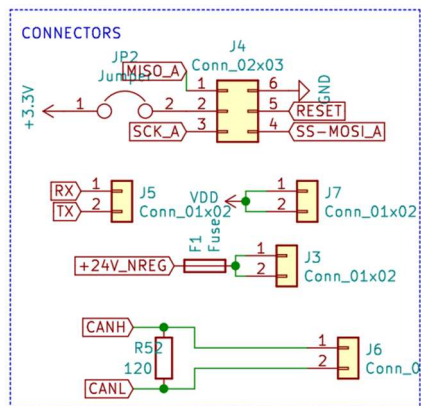 CONNECTORS
J4
JP2
Conn_02x03
Jumper
MISO_A
+3.3V
1
2
1
6
GND
2
5
RESET
SCK_A
3
4
SS-MOSI_A
RX
1
J5
TX
2
Conn_01x02
VDD
1
J7
2
Conn_01x02
F1
Fuse
+24V_NREG
1
J3
2
Conn_01x02
CANH
R52
120
CANL
1
J6
2
Conn_0